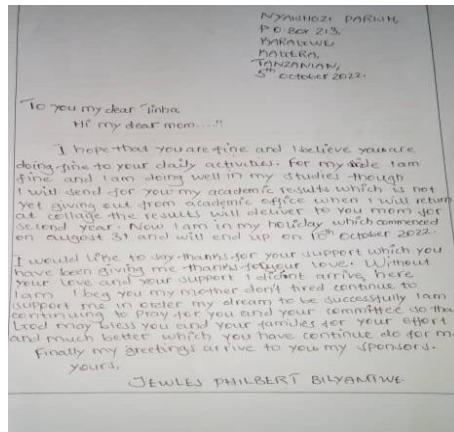 NYAKHOZI PARISH,
P O BOX 213,
KARAGWE,
KAGERA,
TANZANIAN,
5th October 2022.
To you my dear Tinha
Hi my dear mom....!!
I hope that you are fine and I believe you are
doing fine to your daily activities. For my side I am
fine and I am doing well in my studies though
I will send for you my academic results which is not
yet giving out from academic office when I will return
at collage the results will deliver to you mom for
second year. Now I am in my holiday which commenced
on august 31 and will end up on 10th October 2022.
I would like to say thanks for your support which you
have been giving me thanks for your love. Without
your love and your support I didont arrive here
I am I beg you my mother don't tired continue to
support me in order my dream to be successfully I am
continuing to pray for you and your committee so tha
God may bless you and your families for your effort
and much better which you have continue do for m
Finally my greetings arrive to you my sponsors.
Yours,
JEWLES PHILBERT BILYANTWE